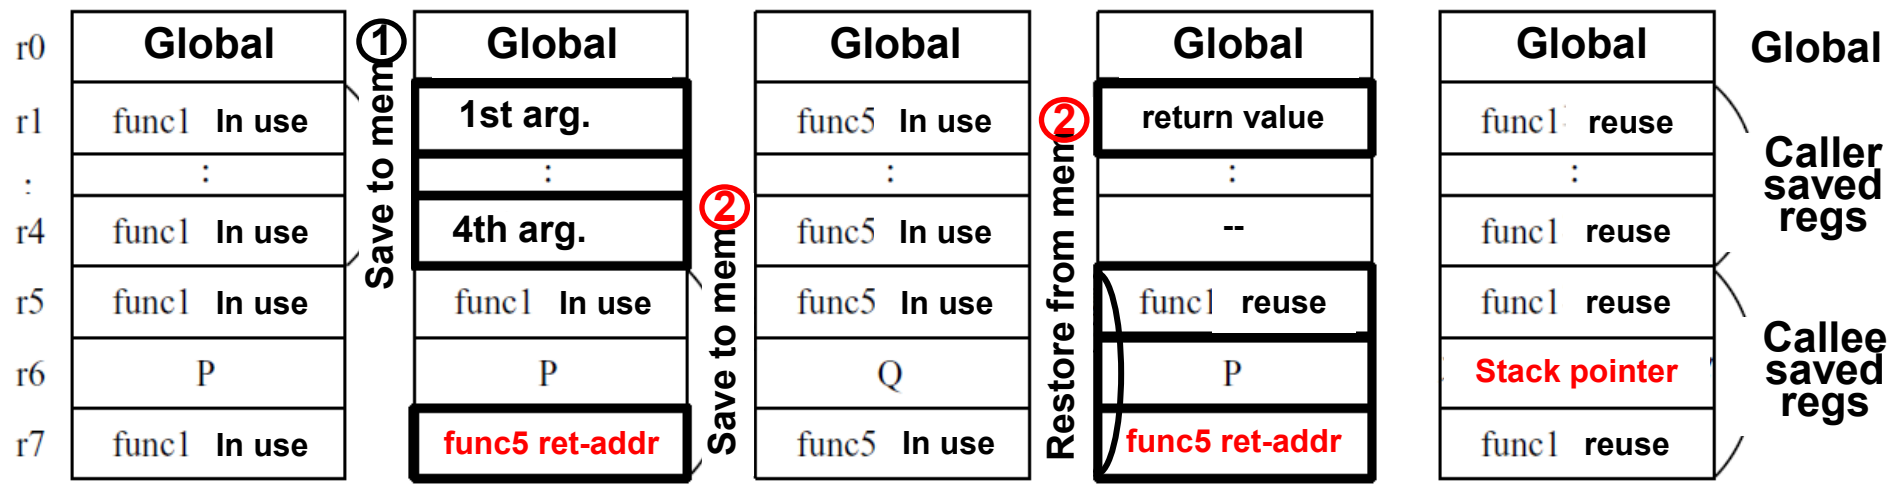 r0 Global ① Global Global Global Global Global
r1 func1 In use 1st arg. func5 In use ② return value func1 reuse
: : : : : :
r4 func1 In use 4th arg. func5 In use -- func1 reuse
r5 func1 In use func1 In use func5 In use func1 reuse func1 reuse
r6 P P Q P Stack pointer
r7 func1 In use func5 ret-addr func5 In use func5 ret-addr func1 reuse
Save to mem
②
Save to mem
Restore from mem
Caller
saved
regs
Callee
saved
regs